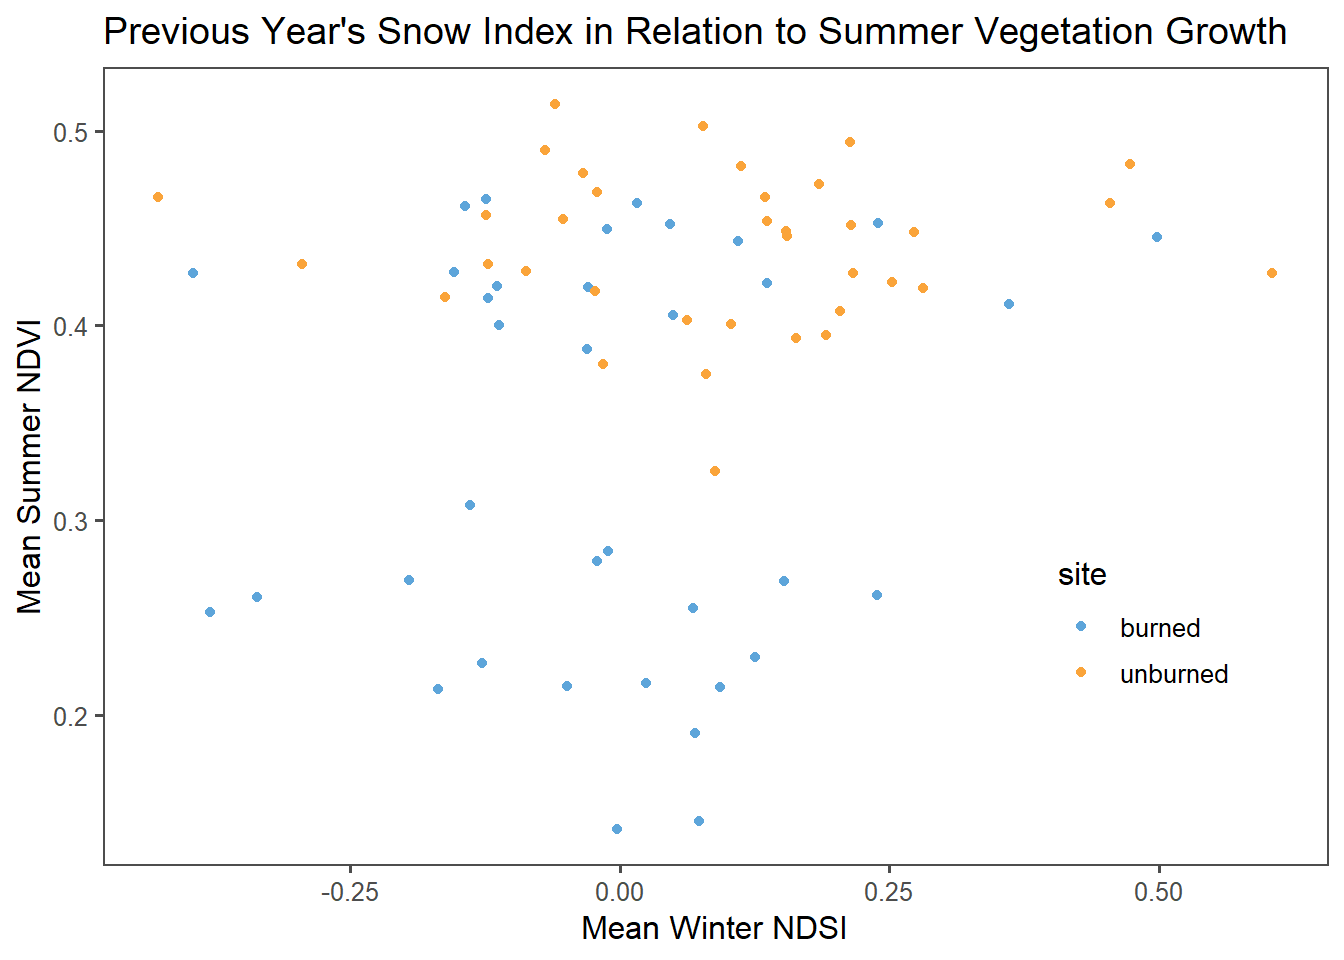 Previous Year's Snow Index in Relation to Summer Vegetation Growth
0.5
0.4
0.3
0.2
Mean Summer NDVI
site
burned
unburned
-0.25 0.00 0.25 0.50
Mean Winter NDSI